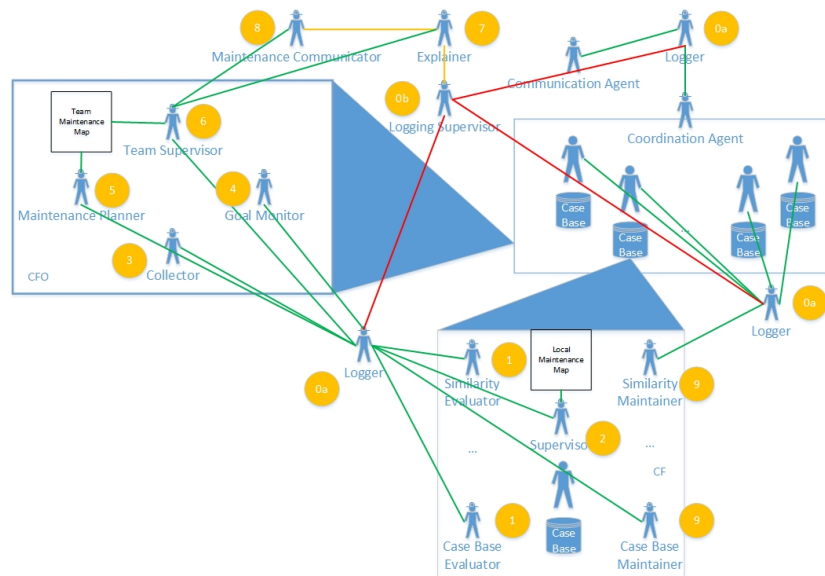 8
7
0a
Maintenance Communicator
Explainer
Logger
Communication Agent
0b
Logging Supervisor
Coordination Agent
Team
Maintenance
Map
6
Team Supervisor
5
4
Maintenance Planner
Goal Monitor
3
Collector
CFO
Case
Base
Case
Base
...
Case
Base
Case
Base
0a
Logger
Logger
0a
1
Similarity
Evaluator
Local
Maintenance
Map
Similarity
Maintainer
9
Supervisor
2
...
...
CF
1
Case Base
Evaluator
Case
Base
9
Case Base
Maintainer